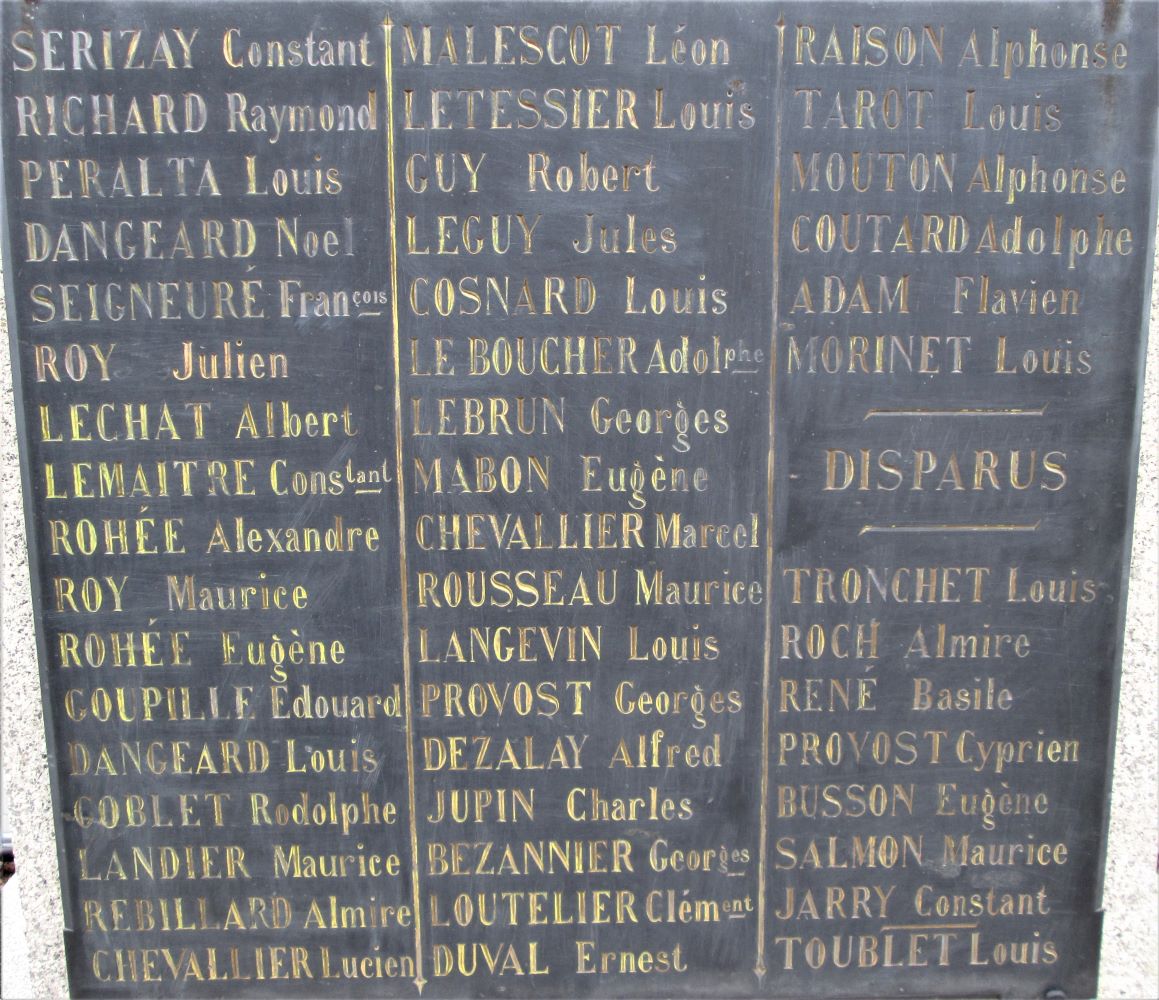 SERIZAY Constant
RICHARD Raymond
PERALTA Louis
DANGEARD Noel
SEIGNEURÉ François
ROY Julien
LECHAT Albert
LEMAITRE Constant
ROHÉE Alexandre
ROY Maurice
ROHÉE Eugène
GOUPILLE Édouard
DANGEARD Louis
GOBLET Rodolphe
LANDIER Maurice
REBILLARD Almire
CHEVALLIER Lucien
MALESCOT Léon
LETESSIER Louis
GUY Robert
LEGUY Jules
COSNARD Louis
LE BOUCHER Adolphe
LEBRUN Georges
MABON Eugène
CHEVALLIER Marcel
ROUSSEAU Maurice
LANGEVIN Louis
PROVOST Georges
DEZALAY Alfred
JUPIN Charles
BEZANNIER Georges
LOUTELIER Clément
DUVAL Ernest
RAISON Alphonse
TAROT Louis
MOUTON Alphonse
COUTARD Adolphe
ADAM Flavien
MORINET Louis
DISPARUS
TRONCHET Louis
ROCH Almire
RENÉ Basile
PROVOST Cyprien
BUSSON Eugène
SALMON Maurice
JARRY Constant
TOUBLET Louis